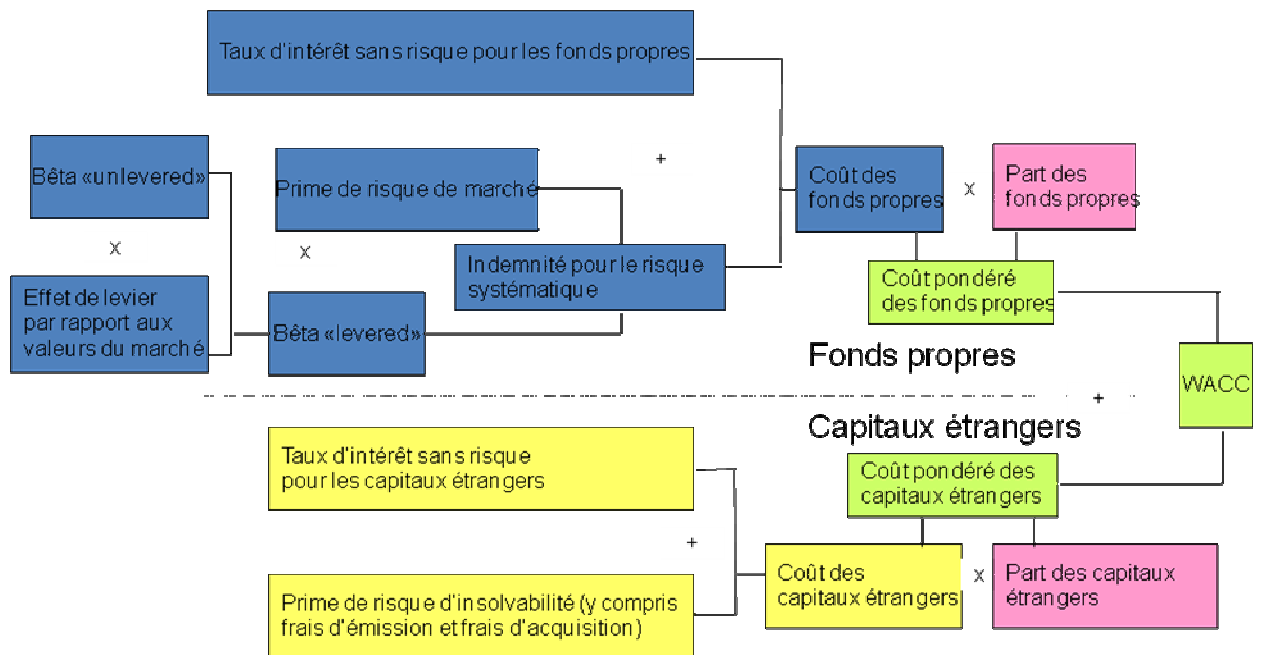 Taux d'intérêt sans risque pour les fonds propres
Bêta «unlevered»
x
Effet de levier
par rapport aux
valeurs du marché
Prime de risque de marché
x
Bêta «levered»
Indemnité pour le risque
systématique
+
Coût des
fonds propres
x
Part des
fonds propres
Coût pondéré
des fonds propres
Fonds propres
WACC
+
Capitaux étrangers
Coût pondéré des
capitaux étrangers
Taux d'intérêt sans risque
pour les capitaux étrangers
+
Prime de risque d'insolvabilité (y compris
frais d'émission et frais d'acquisition)
Coût des
capitaux étrangers
x
Part des capitaux
étrangers